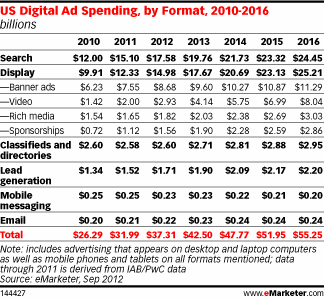 US Digital Ad Spending, by Format, 2010-2016
billions
2010 2011 2012 2013 2014 2015 2016
Search $12.00 $15.10 $17.58 $19.76 $21.73 $23.32 $24.45
Display $9.91 $12.33 $14.98 $17.67 $20.69 $23.13 $25.21
—Banner ads $6.23 $7.55 $8.68 $9.60 $10.27 $10.87 $11.29
—Video $1.42 $2.00 $2.93 $4.14 $5.75 $6.99 $8.04
—Rich media $1.54 $1.65 $1.82 $2.03 $2.38 $2.69 $3.03
—Sponsorships $0.72 $1.12 $1.56 $1.90 $2.28 $2.59 $2.86
Classifieds and $2.60 $2.58 $2.60 $2.71 $2.81 $2.88 $2.95
directories
Lead $1.34 $1.52 $1.71 $1.90 $2.09 $2.17 $2.20
generation
Mobile $0.25 $0.25 $0.23 $0.23 $0.22 $0.21 $0.20
messaging
Email $0.20 $0.21 $0.22 $0.23 $0.24 $0.24 $0.24
Total $26.29 $31.99 $37.31 $42.50 $47.77 $51.95 $55.25
Note: includes advertising that appears on desktop and laptop computers
as well as mobile phones and tablets on all formats mentioned; data
through 2011 is derived from IAB/PwC data
Source: eMarketer, Sep 2012
144427 www.eMarketer.com